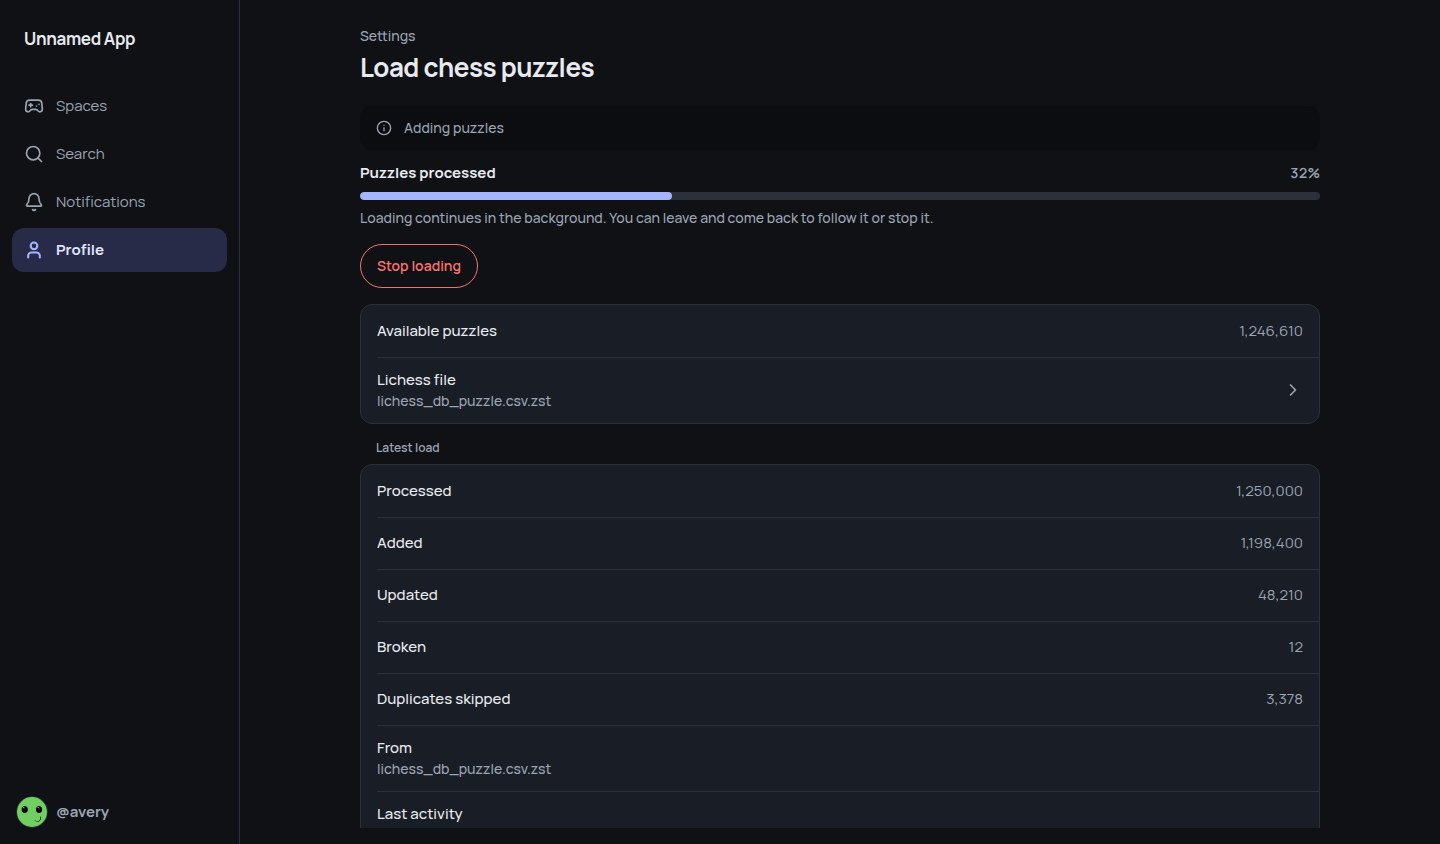 Unnamed App
Spaces
Search
Notifications
Profile
@avery
Settings
Load chess puzzles
Adding puzzles
Puzzles processed 32%
Loading continues in the background. You can leave and come back to follow it or stop it.
Stop loading
Available puzzles 1,246,610
Lichess file
lichess_db_puzzle.csv.zst
Latest load
Processed 1,250,000
Added 1,198,400
Updated 48,210
Broken 12
Duplicates skipped 3,378
From
lichess_db_puzzle.csv.zst
Last activity